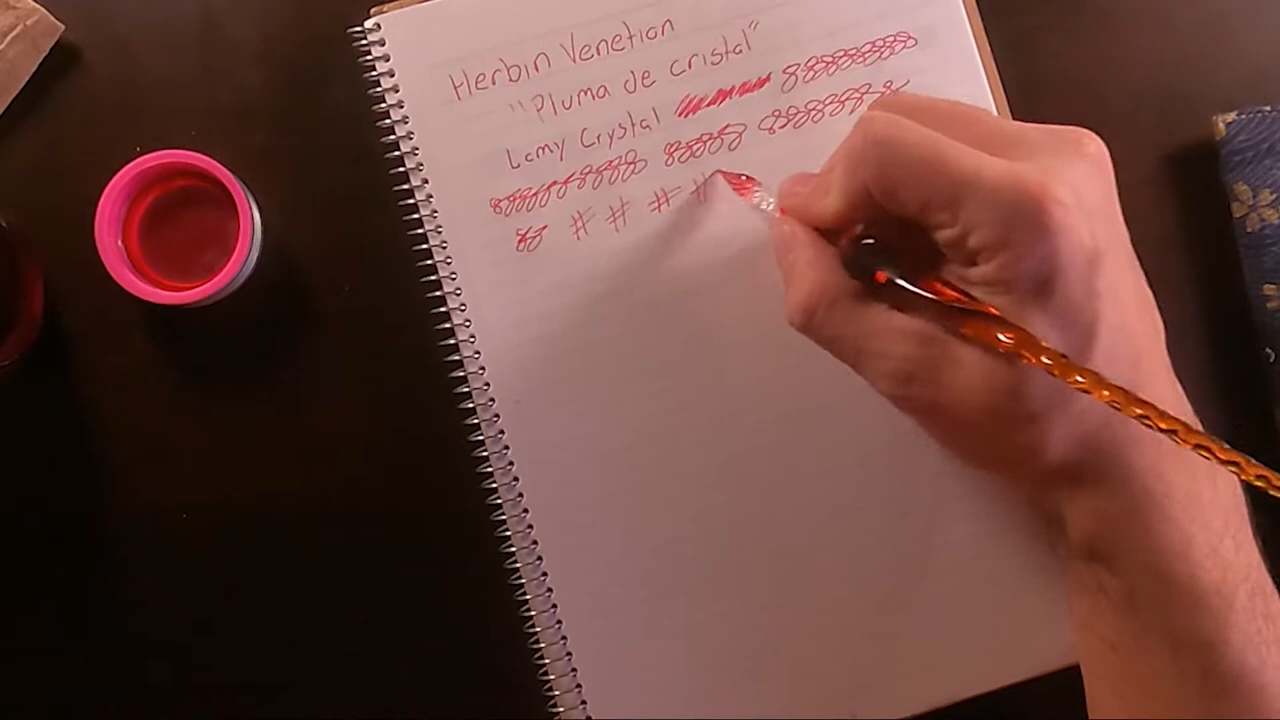 Herbin Venetian
"Pluma de cristal"
Lamy Crystal
# # # #